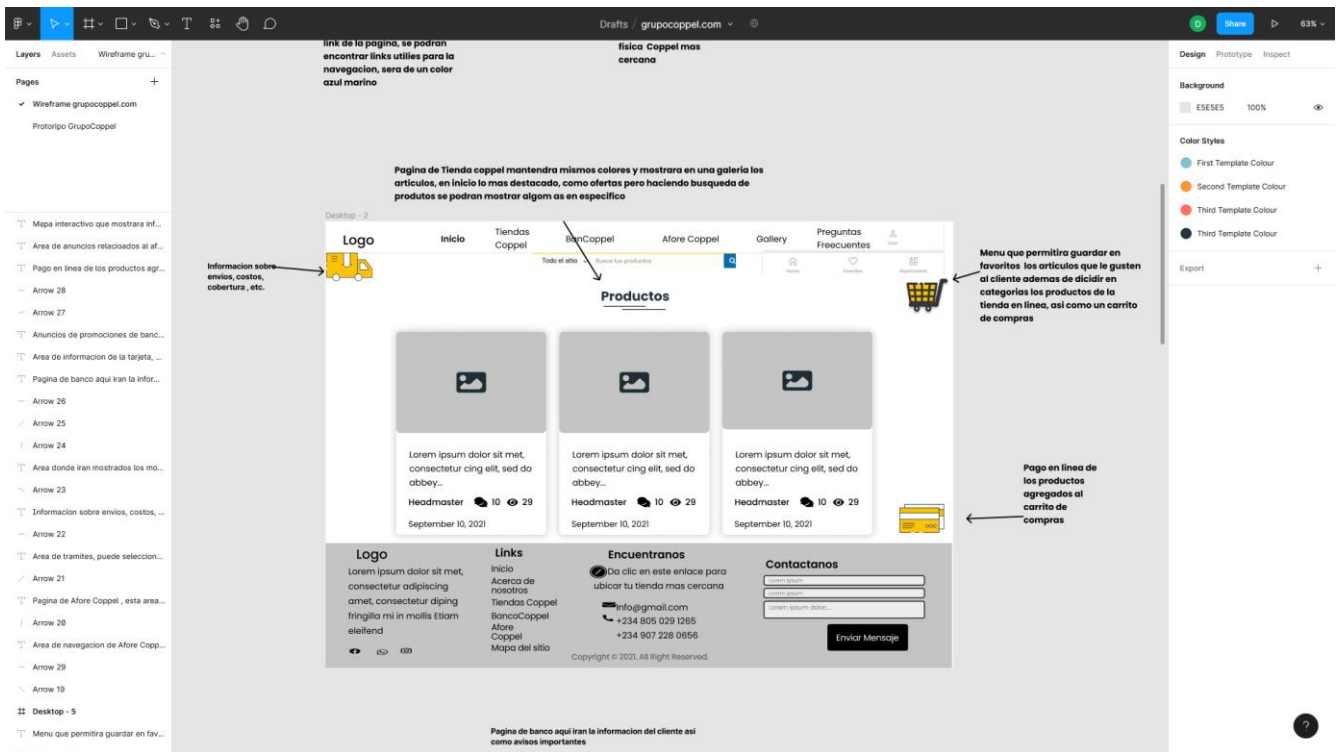 Drafts / grupocoppel.com
D
Share
63%
Layers
Assets
Wireframe gru...
Pages
Wireframe grupocoppel.com
Protoripo GrupoCoppel
Mapa interactivo que mostrara inf...
Area de anuncios relacioados al af...
Pago en linea de los productos agr...
Arrow 28
Arrow 27
Anuncios de promociones de banc...
Area de informacion de la tarjeta, ...
Pagina de banco aqui iran la infor...
Arrow 26
Arrow 25
Arrow 24
Area donde iran mostrados los mo...
Arrow 23
Informacion sobre envios, costos, ...
Arrow 22
Area de tramites, puede seleccion...
Arrow 21
Pagina de Afore Coppel , esta area...
Arrow 20
Area de navegacion de Afore Copp...
Arrow 29
Arrow 19
Desktop - 5
Menu que permitira guardar en fav...
link de la pagina, se podran
encontrar links utilies para la
navegacion, sera de un color
azul marino
fisica Coppel mas
cercana
Pagina de Tienda coppel mantendra mismos colores y mostrara en una galeria los
articulos, en inicio lo mas destacado, como ofertas pero haciendo busqueda de
produtos se podran mostrar algom as en especifico
Desktop - 2
Logo
Inicio
Tiendas
Coppel
BanCoppel
Afore Coppel
Gallery
Preguntas
Freecuentes
User
Todo el sitio
Busca tus productos
Home
Favoritos
Informacion sobre
envios, costos,
cobertura , etc.
Productos
Menu que permitira guardar en
favoritos los articulos que le gusten
al cliente ademas de dicidir en
categorias los productos de la
tienda en linea, asi como un carrito
de compras
Lorem ipsum dolor sit met,
consectetur cing elit, sed do
abbey...
Headmaster 10 29
September 10, 2021
Lorem ipsum dolor sit met,
consectetur cing elit, sed do
abbey...
Headmaster 10 29
September 10, 2021
Lorem ipsum dolor sit met,
consectetur cing elit, sed do
abbey...
Headmaster 10 29
September 10, 2021
Pago en linea de
los productos
agregados al
carrito de
compras
Logo
Lorem ipsum dolor sit met,
consectetur adipiscing
amet, consectetur diping
fringilla mi in mollis Etiam
eleifend
Links
Inicio
Acerca de
nosotros
Tiendas Coppel
BancoCoppel
Afore
Coppel
Mapa del sitio
Encuentranos
Da clic en este enlace para
ubicar tu tienda mas cercana
Info@gmail.com
+234 805 029 1265
+234 907 228 0656
Copyright © 2021. All Right Reserved.
Contactanos
Lorem ipsum
Lorem ipsum
Lorem ipsum dolor...
Enviar Mensaje
Pagina de banco aqui iran la informacion del cliente asi
como avisos importantes
Design
Prototype
Inspect
Background
E5E5E5
100%
Color Styles
First Template Colour
Second Template Colour
Third Template Colour
Third Template Colour
Export
?